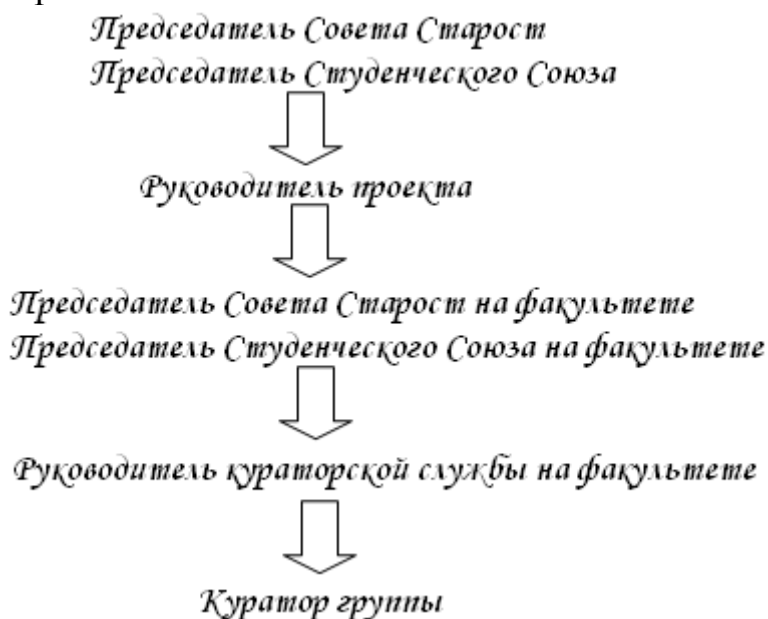 Председатель Совета Старост
Председатель Студенческого Союза
Руководитель проекта
Председатель Совета Старост на факультете
Председатель Студенческого Союза на факультете
Руководитель кураторской службы на факультете
Куратор группы